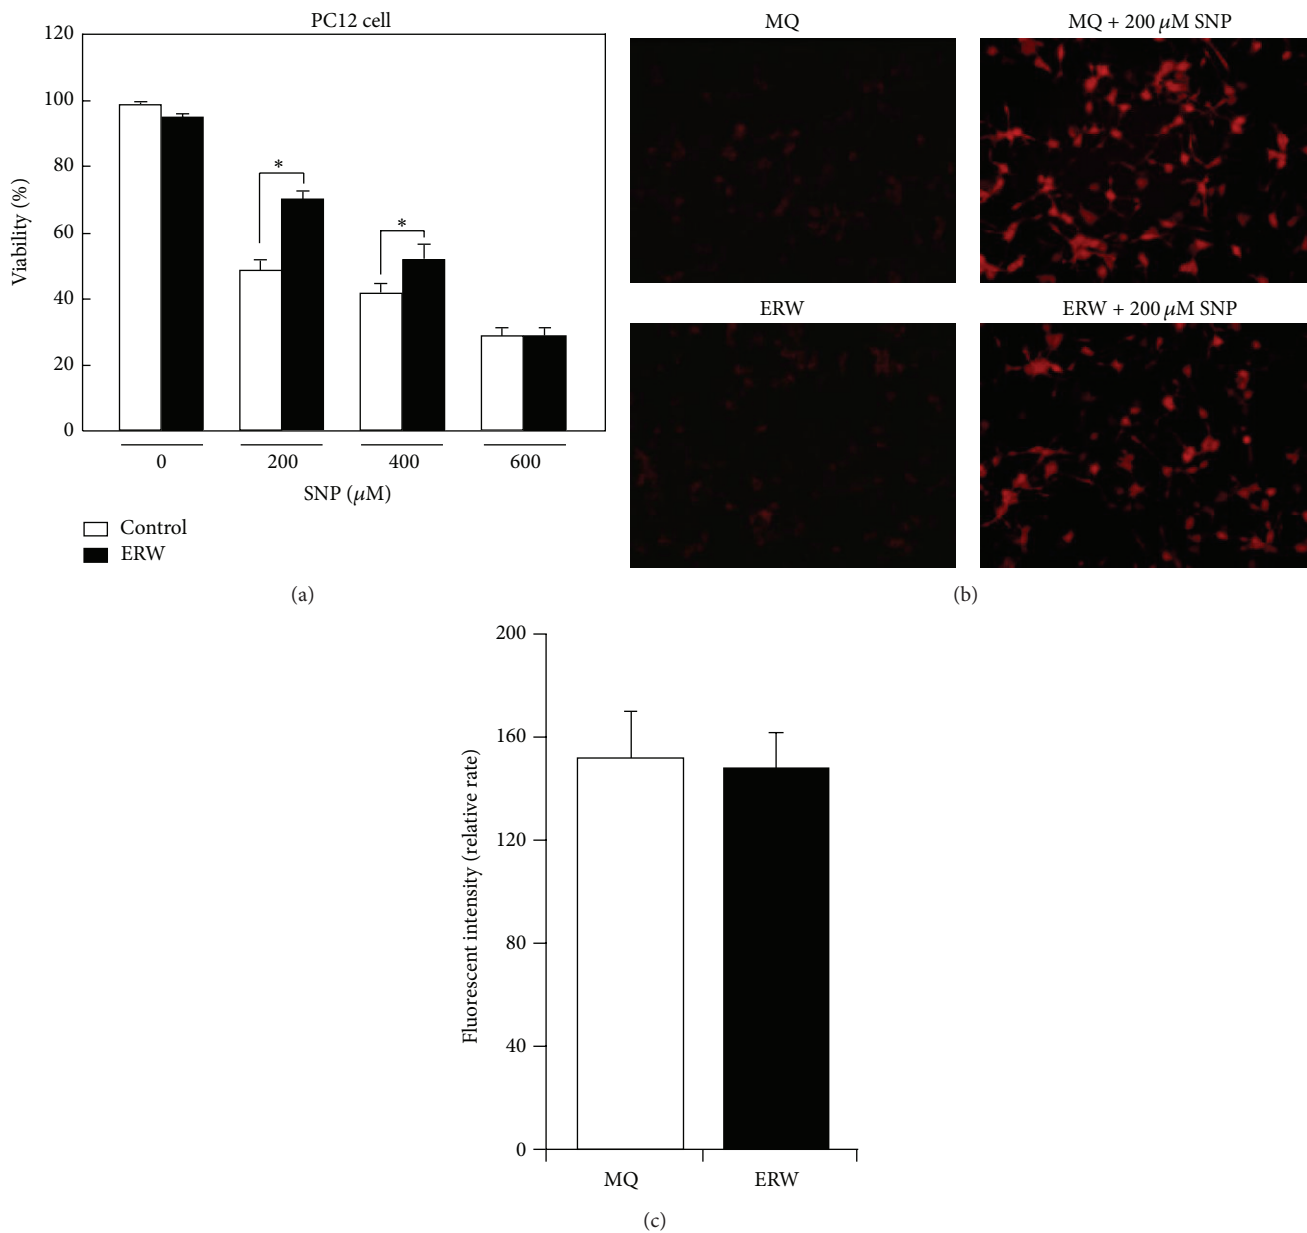 PC12 cell
120
100
80
60
40
20
0
Viability (%)
*
*
0 200 400 600
SNP (μM)
Control
ERW
(a)
MQ
MQ + 200 μM SNP
ERW
ERW + 200 μM SNP
(b)
200
160
120
80
40
0
Fluorescent intensity (relative rate)
MQ ERW
(c)